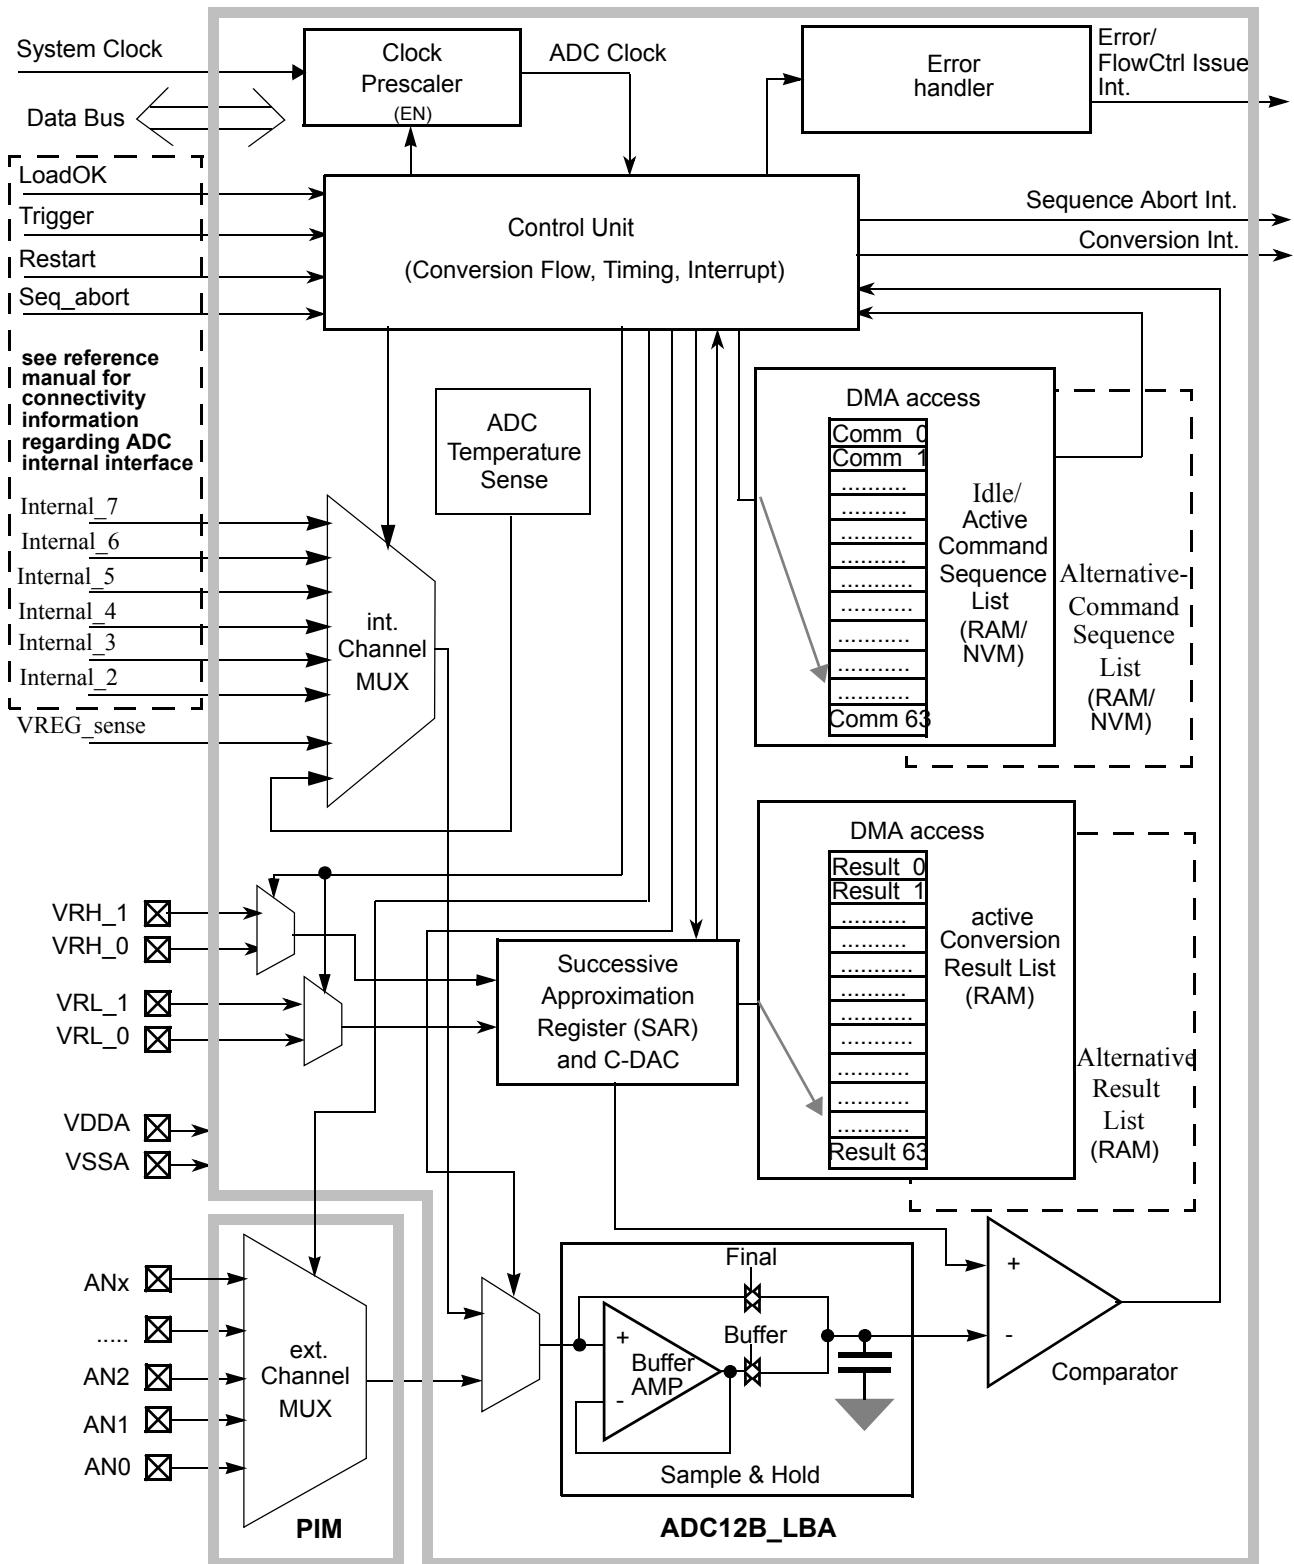 System Clock
Data Bus
Clock
Prescaler
(EN)
ADC Clock
Error
handler
Error/
FlowCtrl Issue
Int.
LoadOK
Trigger
Restart
Seq_abort
Control Unit
(Conversion Flow, Timing, Interrupt)
Sequence Abort Int.
Conversion Int.
see reference
manual for
connectivity
information
regarding ADC
internal interface
Internal_7
Internal_6
Internal_5
Internal_4
Internal_3
Internal_2
VREG_sense
ADC
Temperature
Sense
int.
Channel
MUX
DMA access
Comm 0
Comm 1
..........
..........
...........
..........
...........
...........
...........
...........
...........
Comm 63
Idle/
Active
Command
Sequence
List
(RAM/
NVM)
Alternative-
Command
Sequence
List
(RAM/
NVM)
DMA access
Result 0
Result 1
..........
..........
..........
..........
..........
...........
...........
...........
Result 63
active
Conversion
Result List
(RAM)
Alternative
Result
List
(RAM)
VRH_1
VRH_0
VRL_1
VRL_0
VDDA
VSSA
Successive
Approximation
Register (SAR)
and C-DAC
ANx
.....
AN2
AN1
AN0
ext.
Channel
MUX
PIM
Final
Buffer
+
Buffer
AMP
-
Sample & Hold
+
-
Comparator
ADC12B_LBA